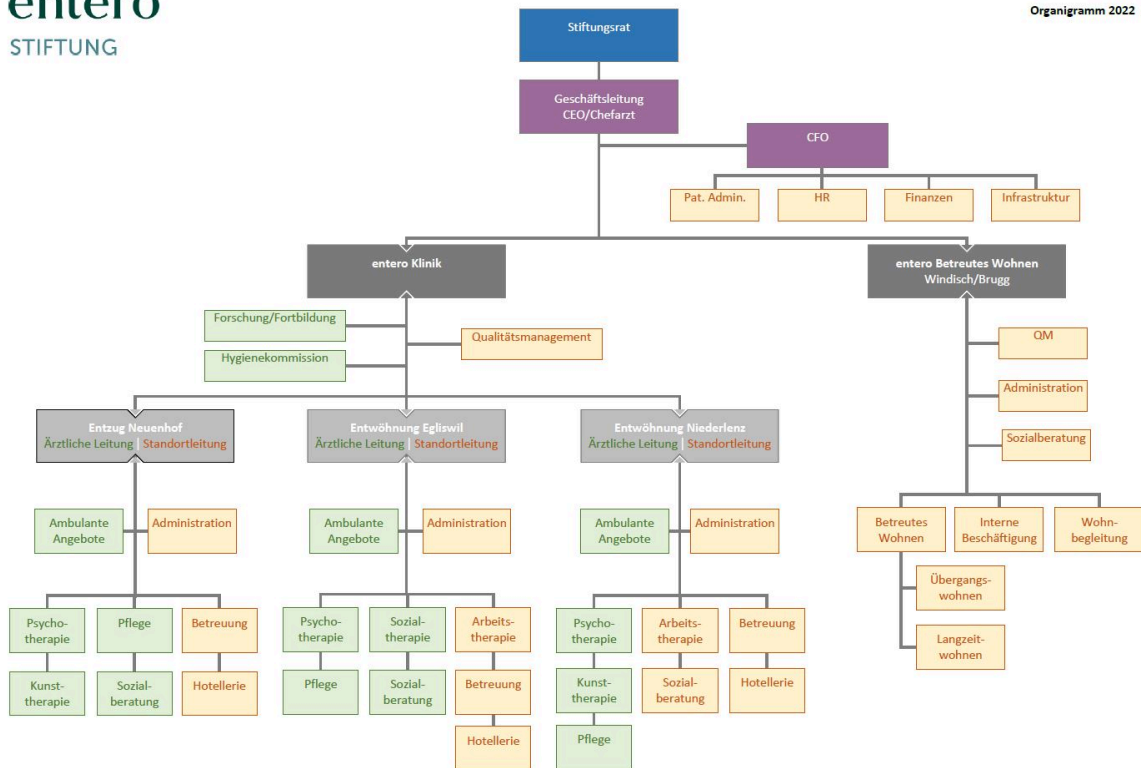 entero
STIFTUNG
Organigramm 2022
Stiftungsrat
Geschäftsleitung
CEO/Chefarzt
CFO
Pat. Admin.
HR
Finanzen
Infrastruktur
entero Klinik
entero Betreutes Wohnen
Windisch/Brugg
Forschung/Fortbildung
Qualitätsmanagement
Hygienekommission
QM
Administration
Sozialberatung
Entzug Neuenhof
Ärztliche Leitung | Standortleitung
Entwöhnung Egliswil
Ärztliche Leitung | Standortleitung
Entwöhnung Niederlenz
Ärztliche Leitung | Standortleitung
Ambulante
Angebote
Administration
Ambulante
Angebote
Administration
Ambulante
Angebote
Administration
Betreutes
Wohnen
Interne
Beschäftigung
Wohn-
begleitung
Übergangs-
wohnen
Langzeit-
wohnen
Psycho-
therapie
Pflege
Betreuung
Kunst-
therapie
Sozial-
beratung
Hotellerie
Psycho-
therapie
Sozial-
therapie
Arbeits-
therapie
Pflege
Sozial-
beratung
Betreuung
Hotellerie
Psycho-
therapie
Arbeits-
therapie
Betreuung
Kunst-
therapie
Sozial-
beratung
Hotellerie
Pflege